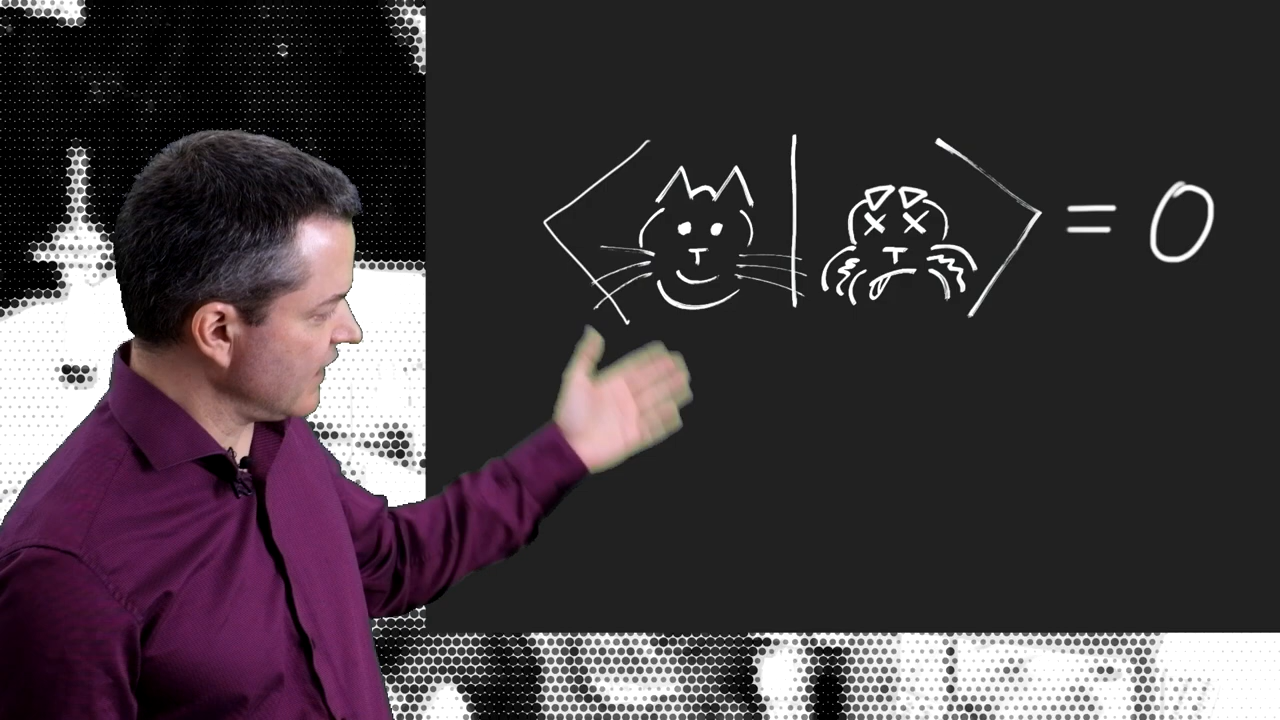 ⟨ | ⟩ = 0